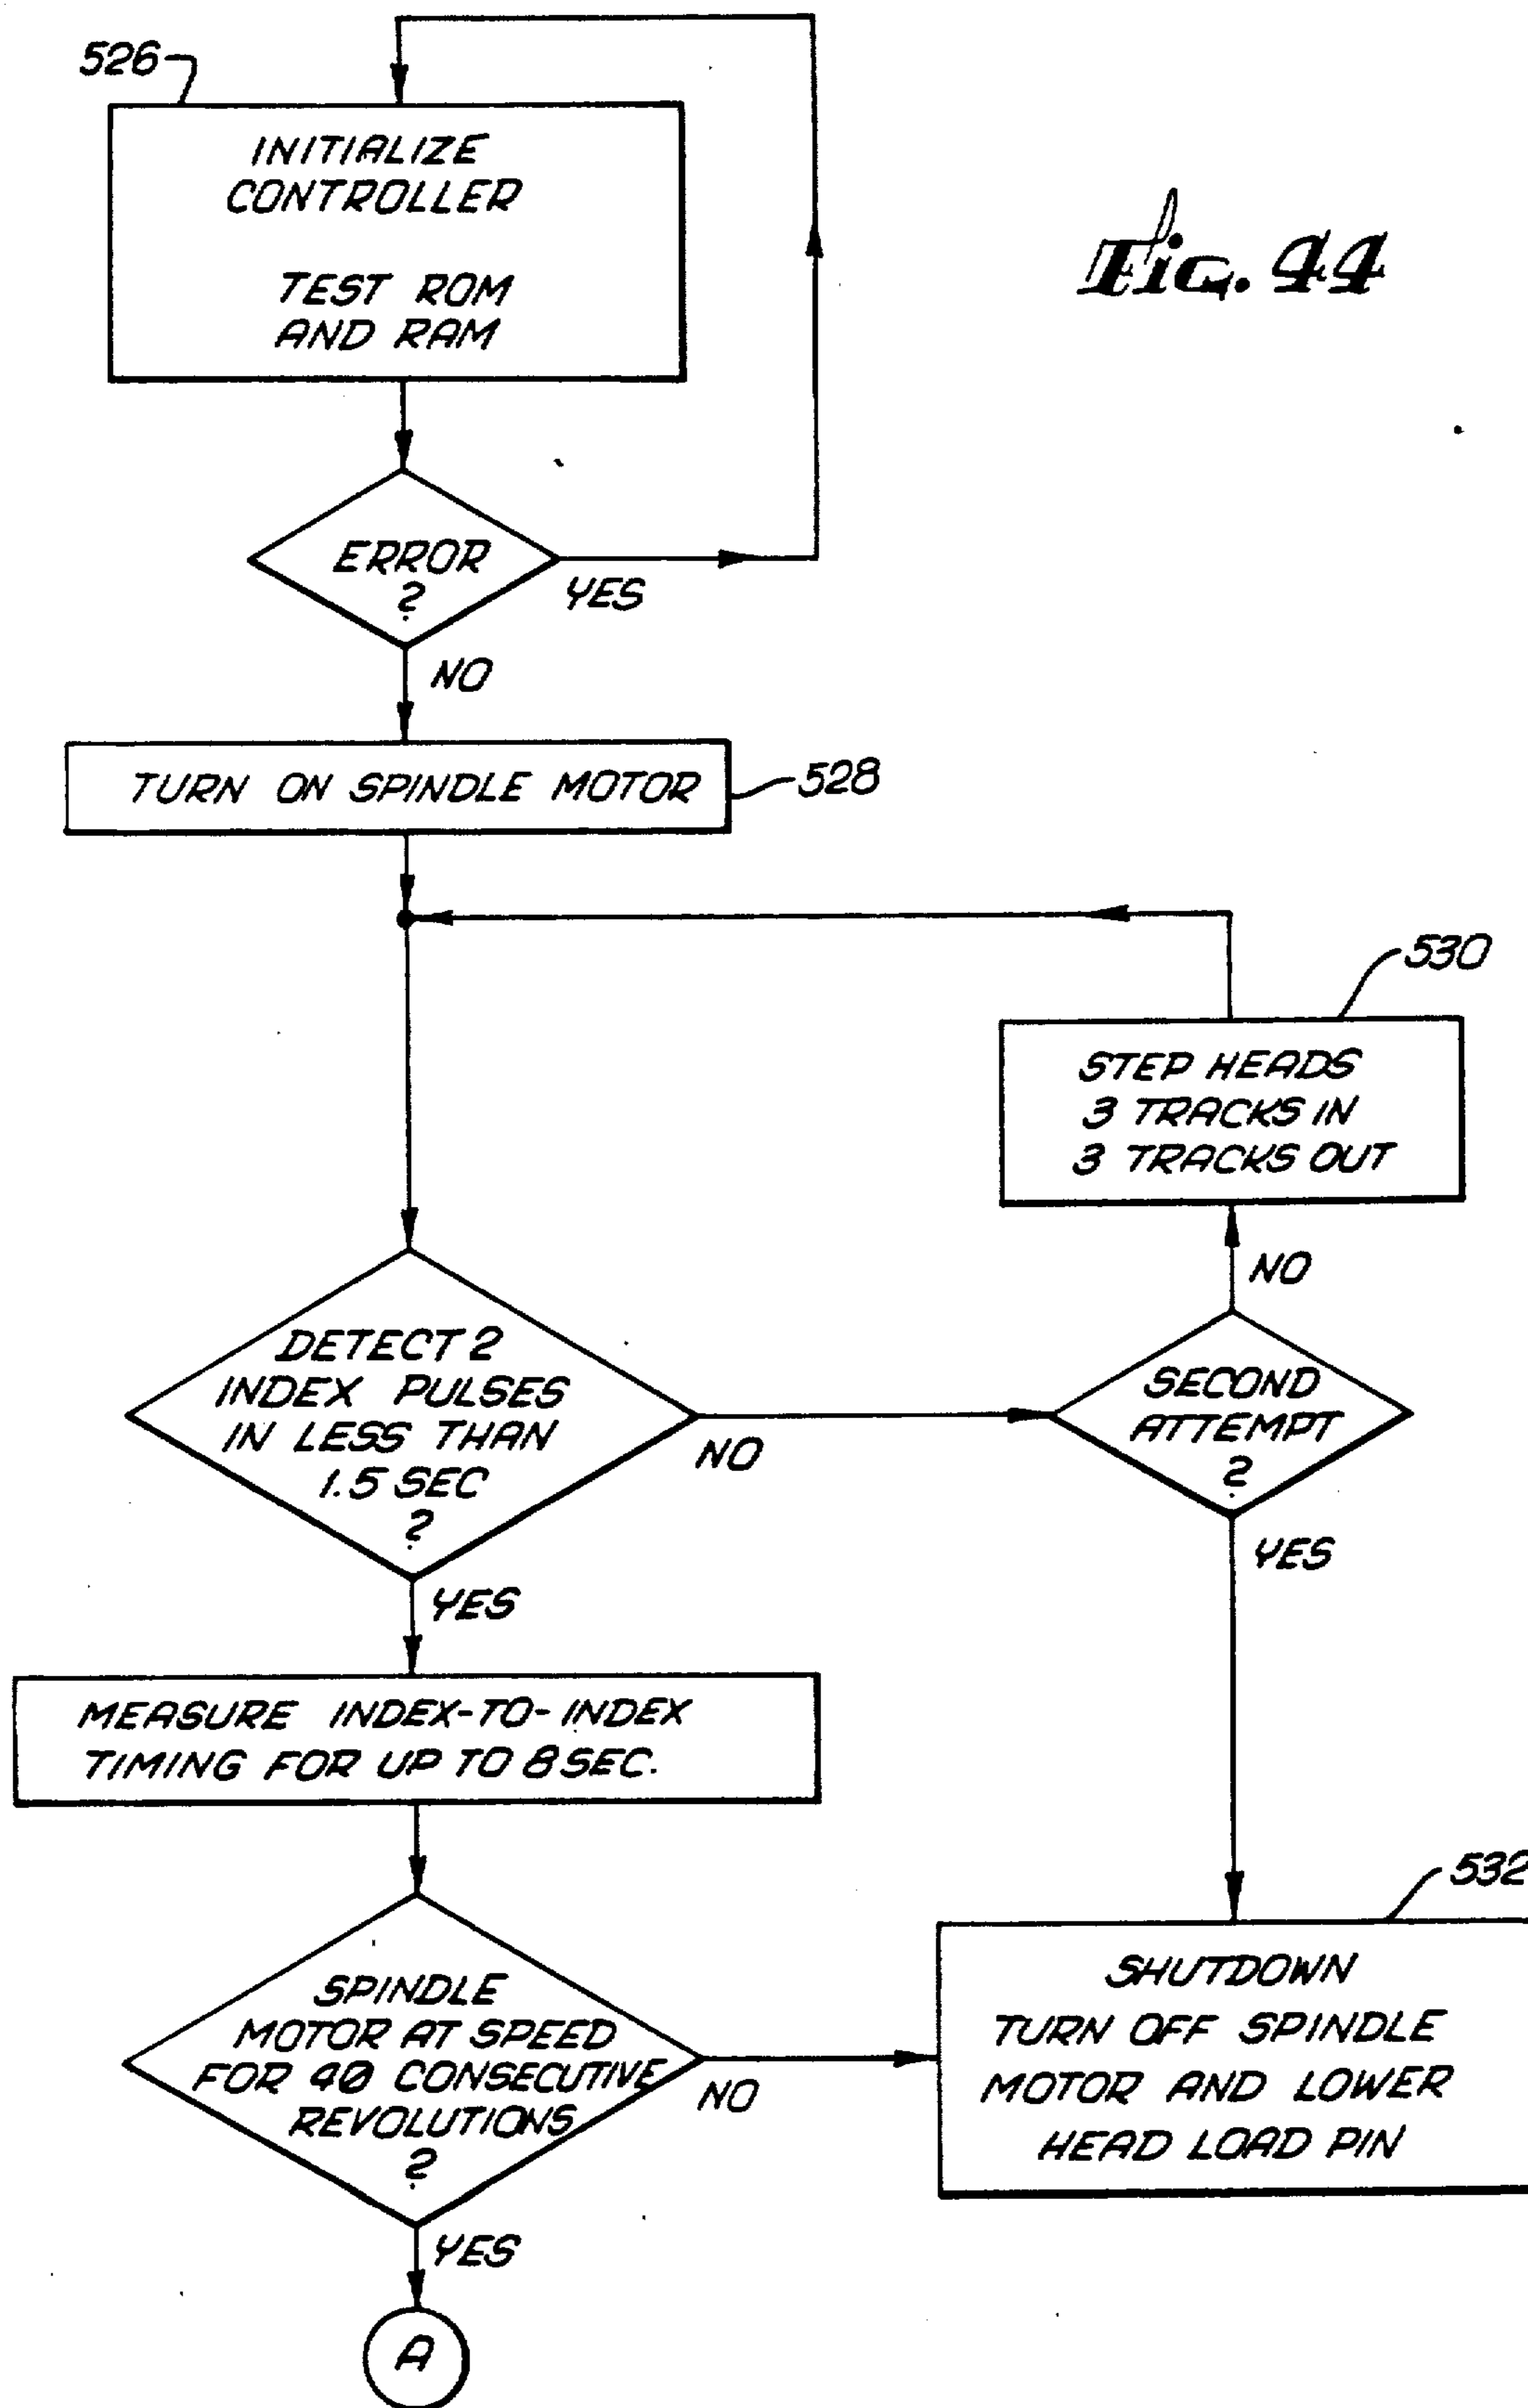 526
INITIALIZE
CONTROLLER
TEST ROM
AND RAM
Fig. 44
ERROR
?
YES
NO
TURN ON SPINDLE MOTOR
528
530
STEP HEADS
3 TRACKS IN
3 TRACKS OUT
NO
DETECT 2
INDEX PULSES
IN LESS THAN
1.5 SEC
?
NO
SECOND
ATTEMPT
?
YES
YES
MEASURE INDEX-TO-INDEX
TIMING FOR UP TO 8 SEC.
532
SPINDLE
MOTOR AT SPEED
FOR 40 CONSECUTIVE
REVOLUTIONS
?
NO
SHUTDOWN
TURN OFF SPINDLE
MOTOR AND LOWER
HEAD LOAD PIN
YES
A